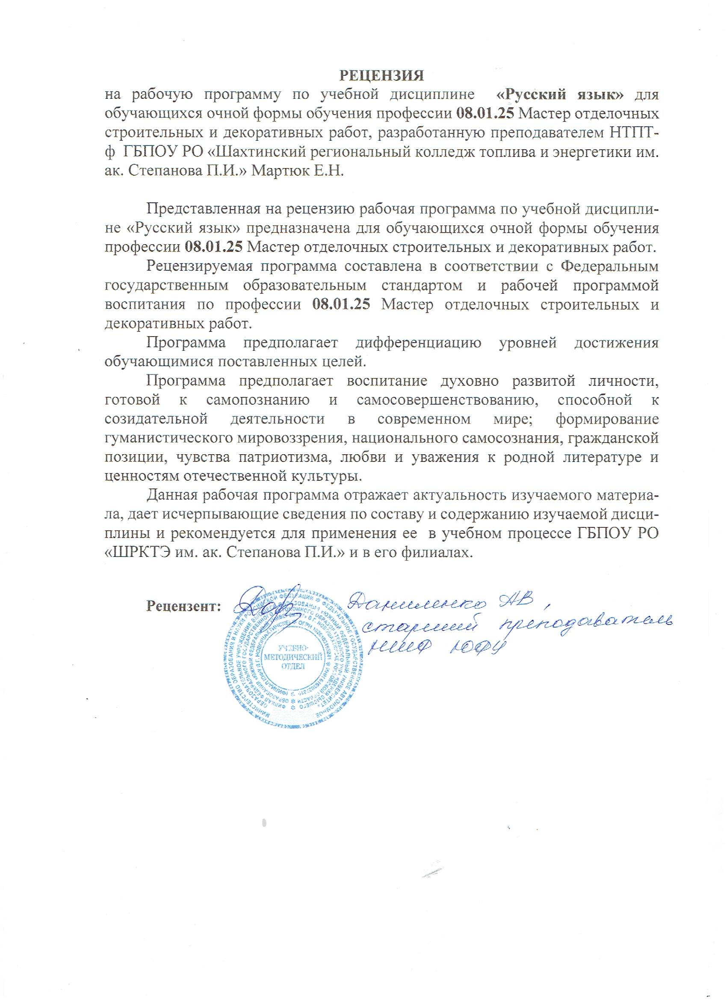 РЕЦЕНЗИЯ
на рабочую программу по учебной дисциплине «Русский язык» для
обучающихся очной формы обучения профессии 08.01.25 Мастер отделочных
строительных и декоративных работ, разработанную преподавателем НТПТ-
ф ГБПОУ РО «Шахтинский региональный колледж топлива и энергетики им.
ак. Степанова П.И.» Мартюк Е.Н.
Представленная на рецензию рабочая программа по учебной дисципли-
не «Русский язык» предназначена для обучающихся очной формы обучения
профессии 08.01.25 Мастер отделочных строительных и декоративных работ.
Рецензируемая программа составлена в соответствии с Федеральным
государственным образовательным стандартом и рабочей программой
воспитания по профессии 08.01.25 Мастер отделочных строительных и
декоративных работ.
Программа предполагает дифференциацию уровней достижения
обучающимися поставленных целей.
Программа предполагает воспитание духовно развитой личности,
готовой к самопознанию и самосовершенствованию, способной к
созидательной деятельности в современном мире; формирование
гуманистического мировоззрения, национального самосознания, гражданской
позиции, чувства патриотизма, любви и уважения к родной литературе и
ценностям отечественной культуры.
Данная рабочая программа отражает актуальность изучаемого материа-
ла, дает исчерпывающие сведения по составу и содержанию изучаемой дисци-
плины и рекомендуется для применения ее в учебном процессе ГБПОУ РО
«ШРКТЭ им. ак. Степанова П.И.» и в его филиалах.
Рецензент: Даниленко АВ,
старший преподаватель
ЮФУ
УЧЕБНО-
МЕТОДИЧЕСКИЙ
ОТДЕЛ